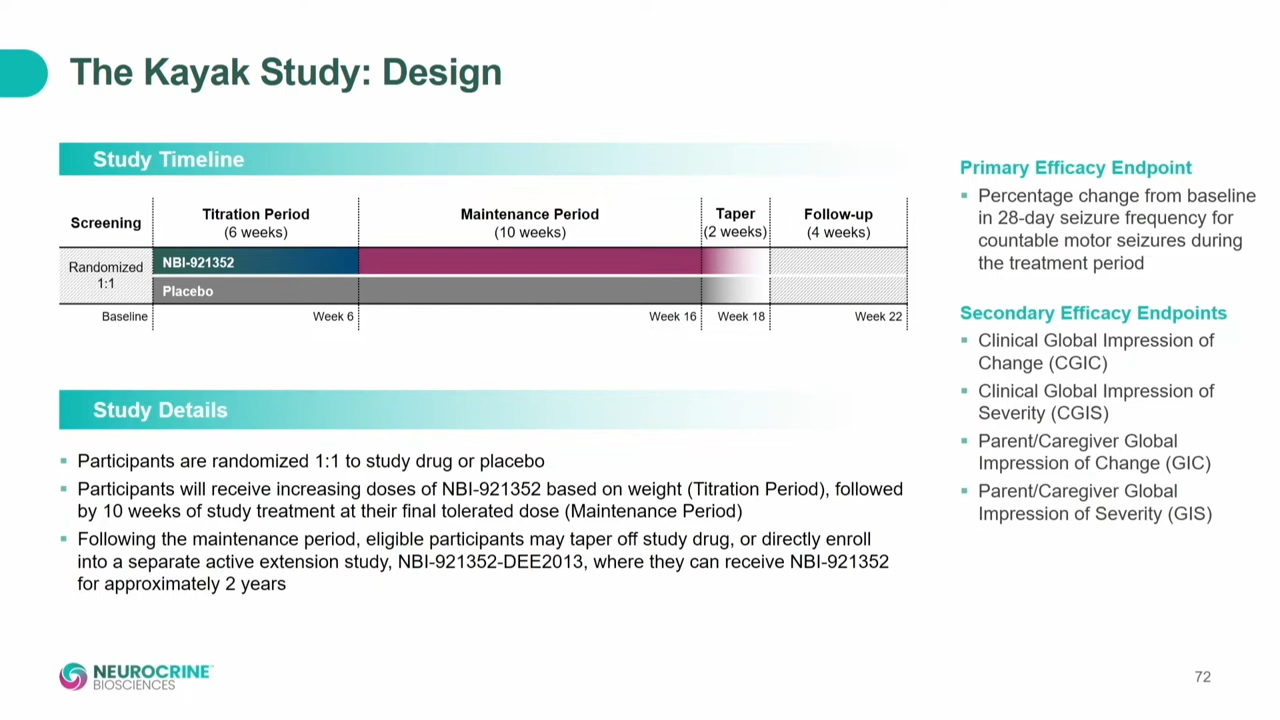 The Kayak Study: Design
Study Timeline
Screening
Titration Period
(6 weeks)
Maintenance Period
(10 weeks)
Taper
(2 weeks)
Follow-up
(4 weeks)
Randomized
1:1
NBI-921352
Placebo
Baseline
Week 6
Week 16
Week 18
Week 22
Study Details
▪ Participants are randomized 1:1 to study drug or placebo
▪ Participants will receive increasing doses of NBI-921352 based on weight (Titration Period), followed
by 10 weeks of study treatment at their final tolerated dose (Maintenance Period)
▪ Following the maintenance period, eligible participants may taper off study drug, or directly enroll
into a separate active extension study, NBI-921352-DEE2013, where they can receive NBI-921352
for approximately 2 years
Primary Efficacy Endpoint
▪ Percentage change from baseline
in 28-day seizure frequency for
countable motor seizures during
the treatment period
Secondary Efficacy Endpoints
▪ Clinical Global Impression of
Change (CGIC)
▪ Clinical Global Impression of
Severity (CGIS)
▪ Parent/Caregiver Global
Impression of Change (GIC)
▪ Parent/Caregiver Global
Impression of Severity (GIS)
NEUROCRINE™
BIOSCIENCES
72